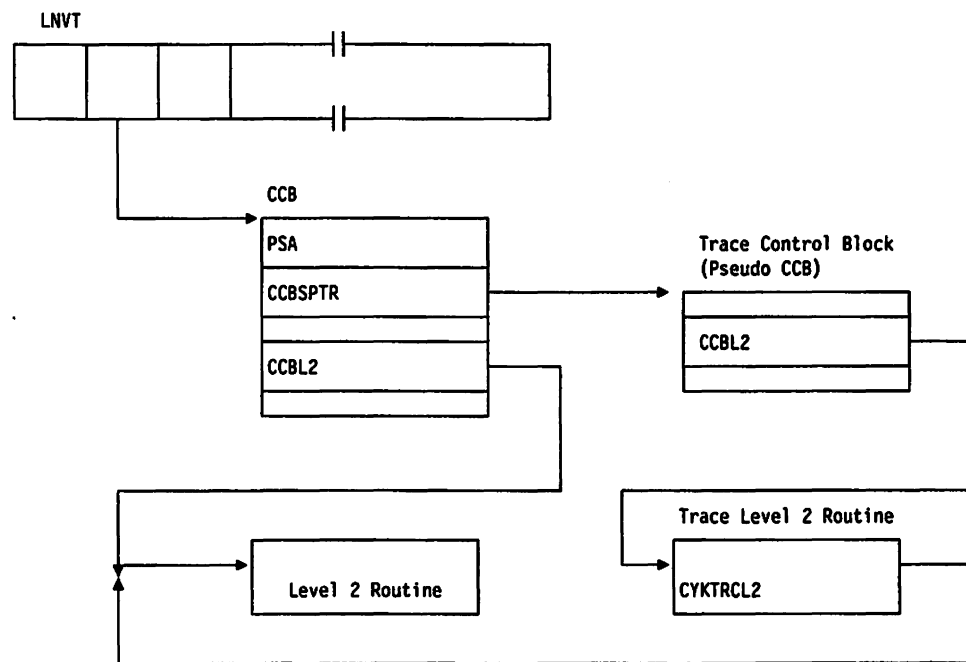 LNVT
CCB
PSA
CCBSPTR
CCBL2
Trace Control Block
(Pseudo CCB)
CCBL2
Level 2 Routine
Trace Level 2 Routine
CYKTRCL2